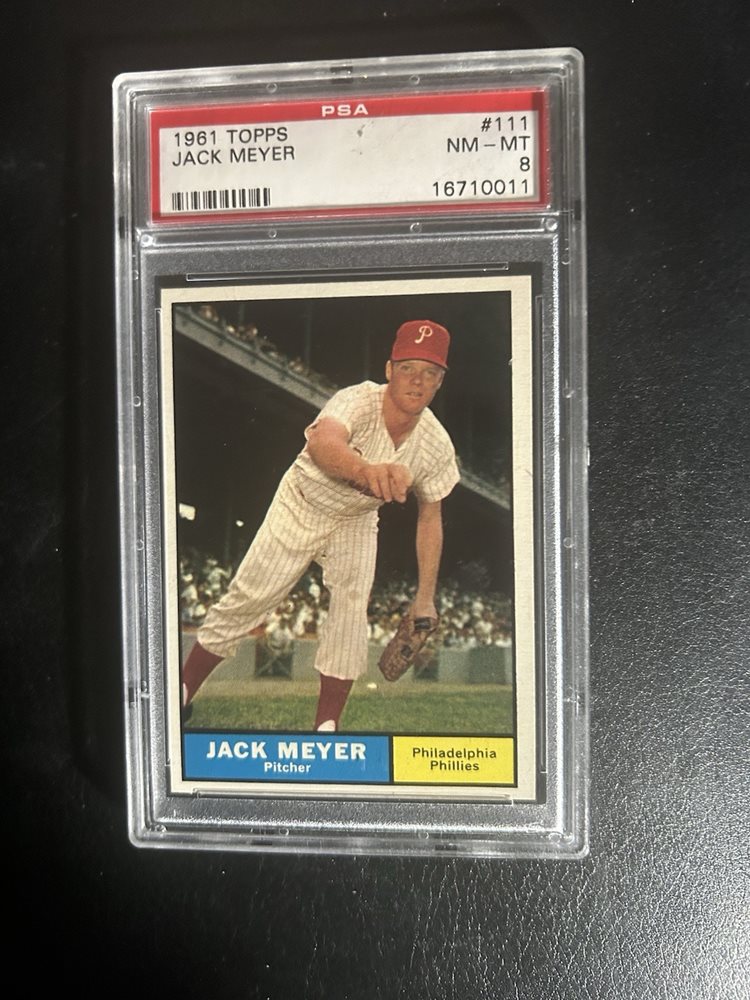 PSA
1961 TOPPS #111
JACK MEYER NM - MT
8
16710011
P
JACK MEYER
Pitcher
Philadelphia
Phillies